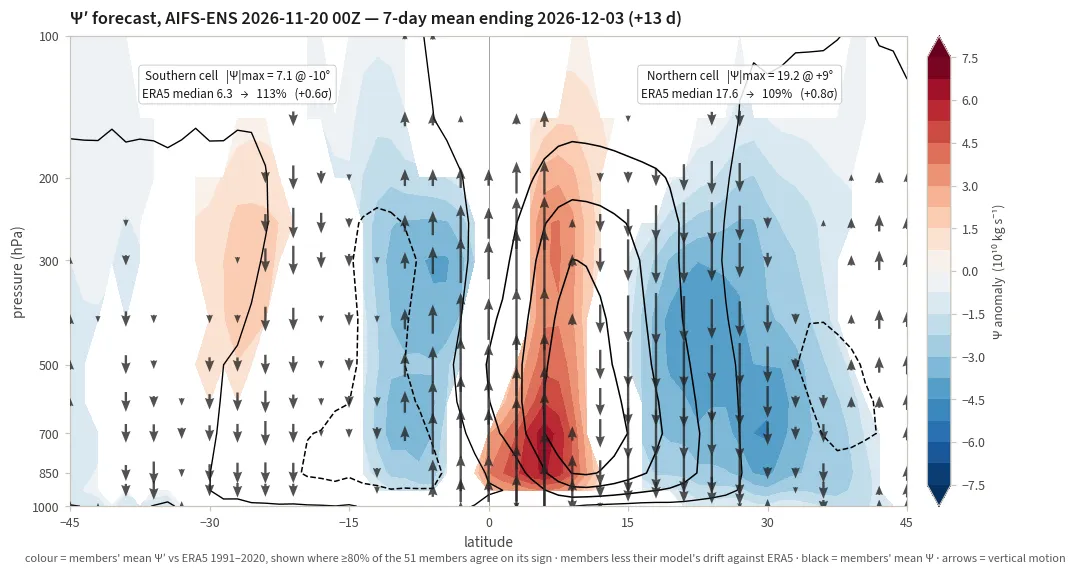 Ψ′ forecast, AIFS-ENS 2026-11-20 00Z — 7-day mean ending 2026-12-03 (+13 d)
Southern cell |Ψ|max = 7.1 @ -10°
ERA5 median 6.3 → 113% (+0.6σ)
Northern cell |Ψ|max = 19.2 @ +9°
ERA5 median 17.6 → 109% (+0.8σ)
pressure (hPa)
100
200
300
500
700
850
1000
−45
−30
−15
0
15
30
45
latitude
7.5
6.0
4.5
3.0
1.5
0.0
−1.5
−3.0
−4.5
−6.0
−7.5
Ψ anomaly (10¹⁰ kg s⁻¹)
colour = members' mean Ψ′ vs ERA5 1991–2020, shown where ≥80% of the 51 members agree on its sign · members less their model's drift against ERA5 · black = members' mean Ψ · arrows = vertical motion